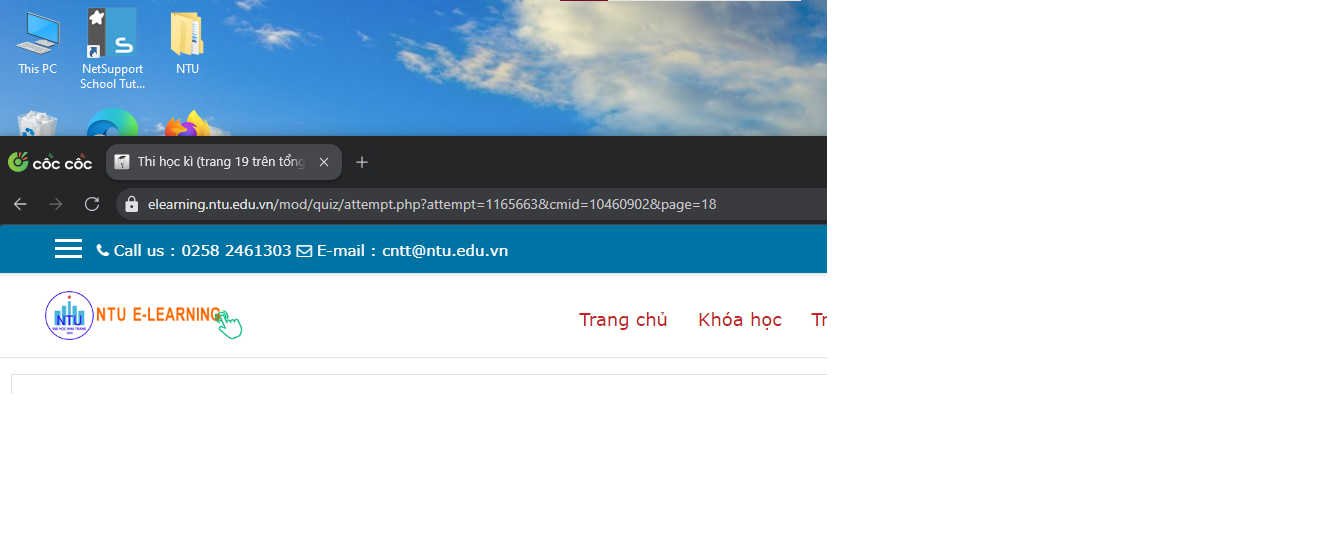 This PC
NetSupport School Tut...
NTU
cốc cốc
Thi học kì (trang 19 trên tổng
elearning.ntu.edu.vn/mod/quiz/attempt.php?attempt=1165663&cmid=10460902&page=18
Call us : 0258 2461303 E-mail : cntt@ntu.edu.vn
NTU
NTU E-LEARNING
Trang chủ Khóa học Tr